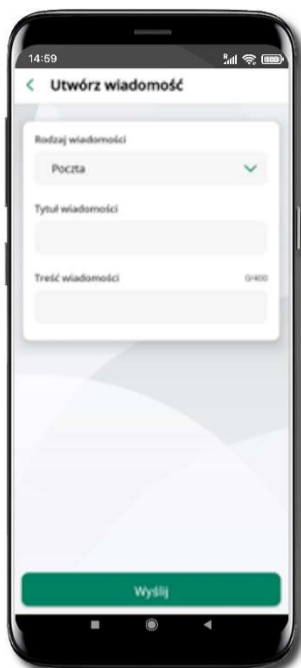 14:59
Utwórz wiadomość
Rodzaj wiadomości
Poczta
Tytuł wiadomości
Treść wiadomości 0/400
Wyślij